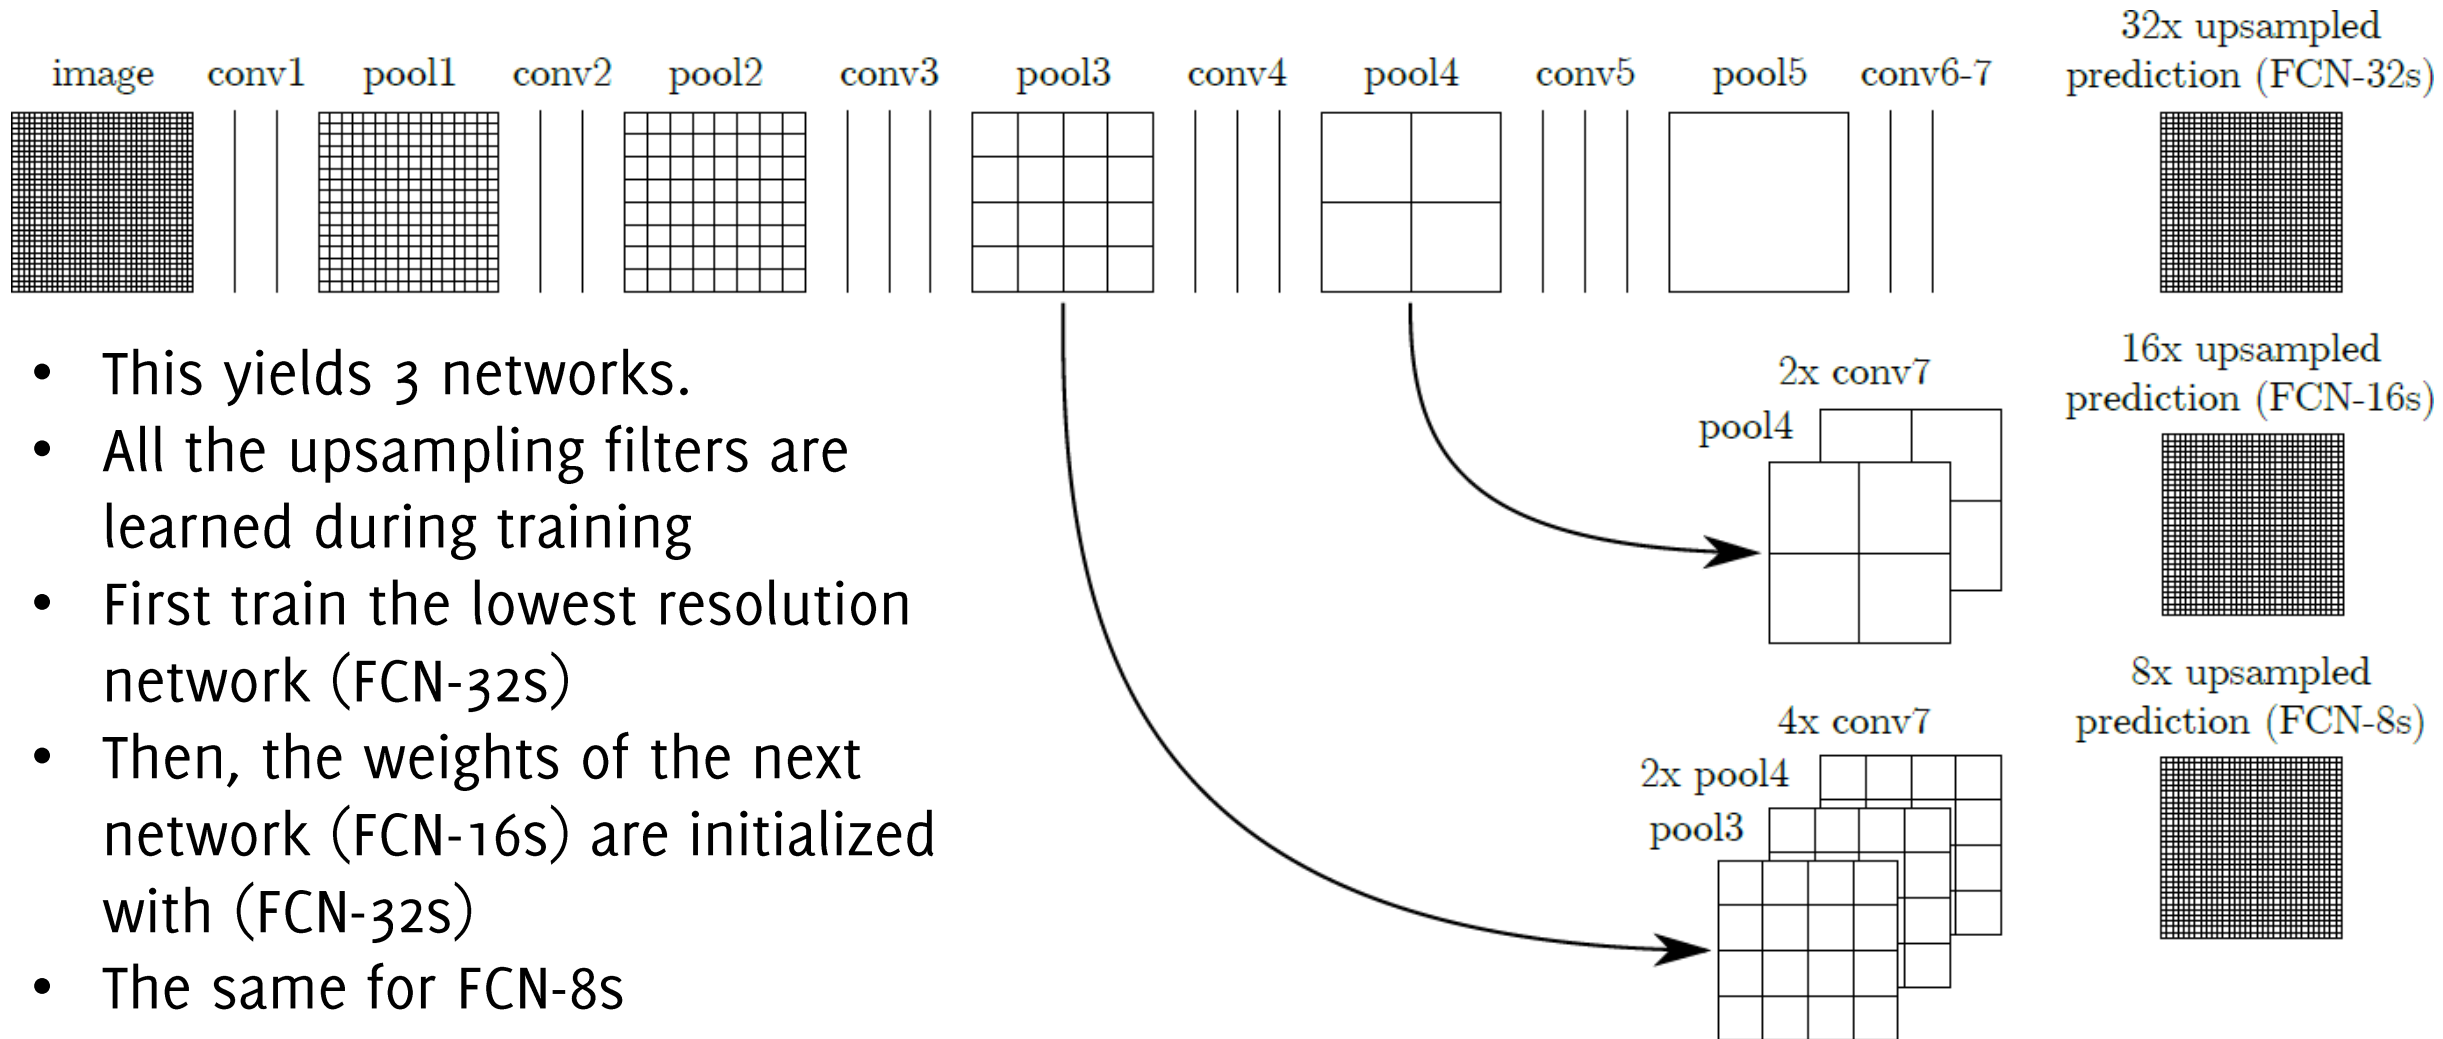 image conv1 pool1 conv2 pool2 conv3 pool3 conv4 pool4 conv5 pool5 conv6-7
32x upsampled
prediction (FCN-32s)
• This yields 3 networks.
• All the upsampling filters are
learned during training
• First train the lowest resolution
network (FCN-32s)
• Then, the weights of the next
network (FCN-16s) are initialized
with (FCN-32s)
• The same for FCN-8s
2x conv7
pool4
16x upsampled
prediction (FCN-16s)
4x conv7
2x pool4
pool3
8x upsampled
prediction (FCN-8s)